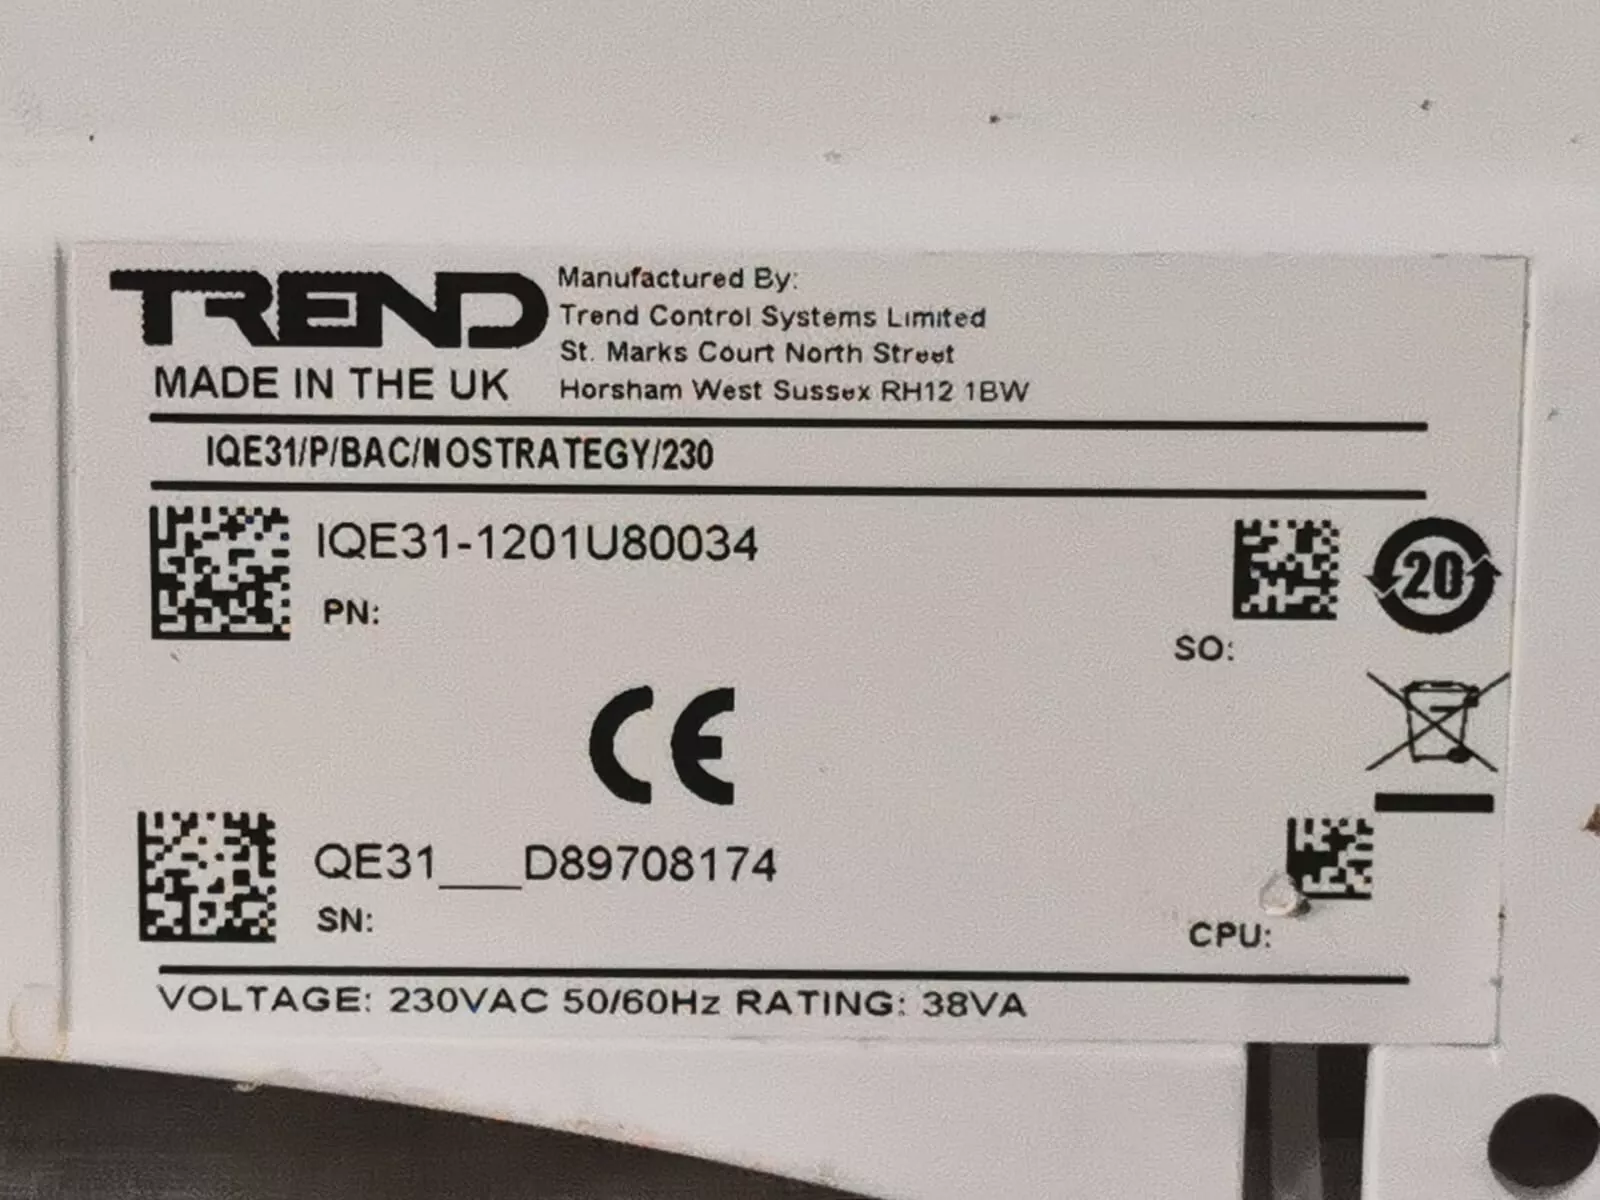 TREND
MADE IN THE UK
Manufactured By:
Trend Control Systems Limited
St. Marks Court North Street
Horsham West Sussex RH12 1BW
IQE31/P/BAC/NOSTRATEGY/230
IQE31-1201U80034
PN:
SO:
20
CE
QE31___D89708174
SN:
CPU:
VOLTAGE: 230VAC 50/60Hz RATING: 38VA